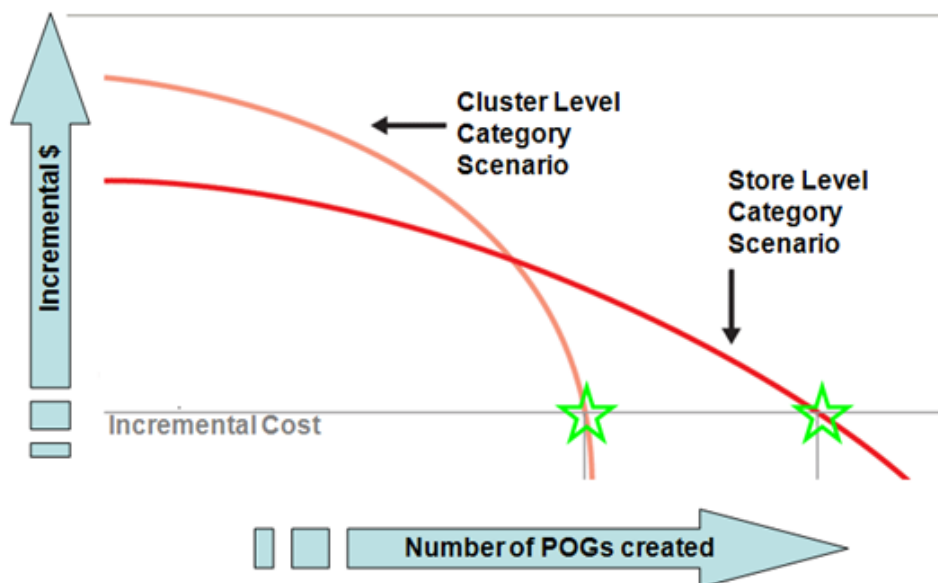 Incremental $
Cluster Level
Category
Scenario
Store Level
Category
Scenario
Incremental Cost
Number of POGs created